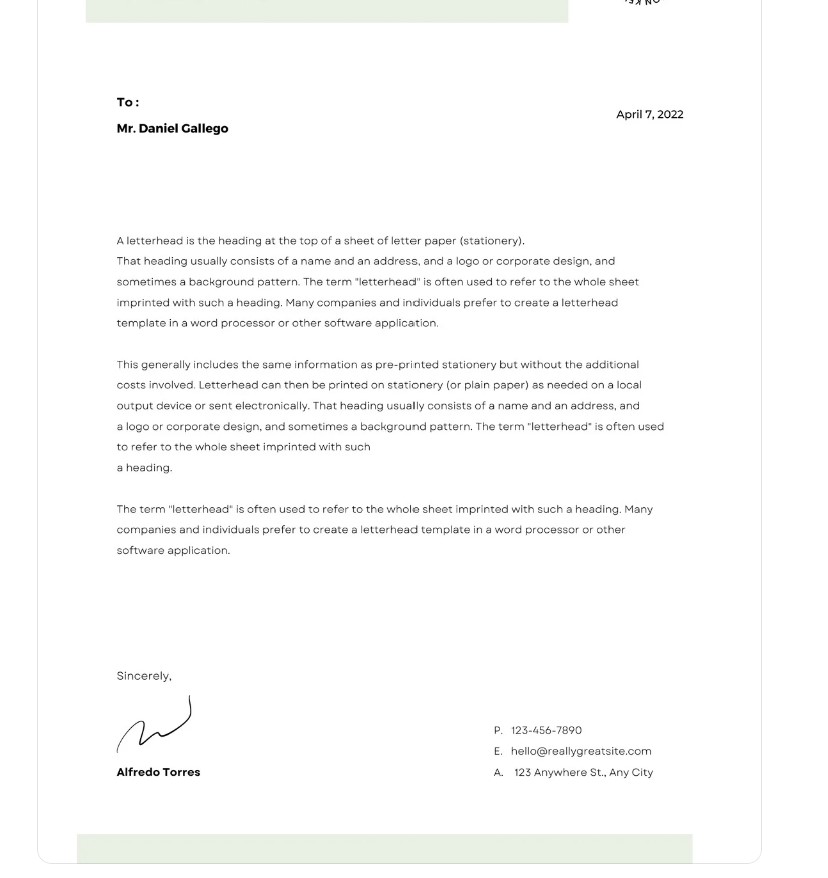 To :
Mr. Daniel Gallego
April 7, 2022
A letterhead is the heading at the top of a sheet of letter paper (stationery).
That heading usually consists of a name and an address, and a logo or corporate design, and
sometimes a background pattern. The term "letterhead" is often used to refer to the whole sheet
imprinted with such a heading. Many companies and individuals prefer to create a letterhead
template in a word processor or other software application.
This generally includes the same information as pre-printed stationery but without the additional
costs involved. Letterhead can then be printed on stationery (or plain paper) as needed on a local
output device or sent electronically. That heading usually consists of a name and an address, and
a logo or corporate design, and sometimes a background pattern. The term "letterhead" is often used
to refer to the whole sheet imprinted with such
a heading.
The term "letterhead" is often used to refer to the whole sheet imprinted with such a heading. Many
companies and individuals prefer to create a letterhead template in a word processor or other
software application.
Sincerely,
Alfredo Torres
P. 123-456-7890
E. hello@reallygreatsite.com
A. 123 Anywhere St., Any City